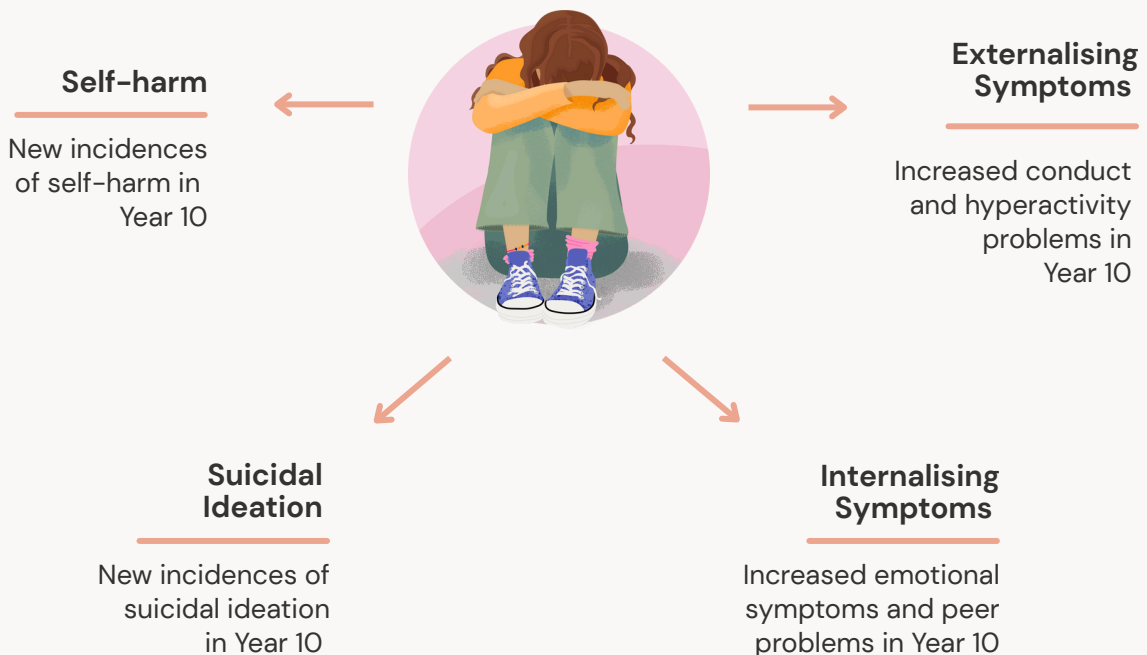 Self-harm
New incidences
of self-harm in
Year 10
Externalising
Symptoms
Increased conduct
and hyperactivity
problems in
Year 10
Suicidal
Ideation
New incidences of
suicidal ideation
in Year 10
Internalising
Symptoms
Increased emotional
symptoms and peer
problems in Year 10